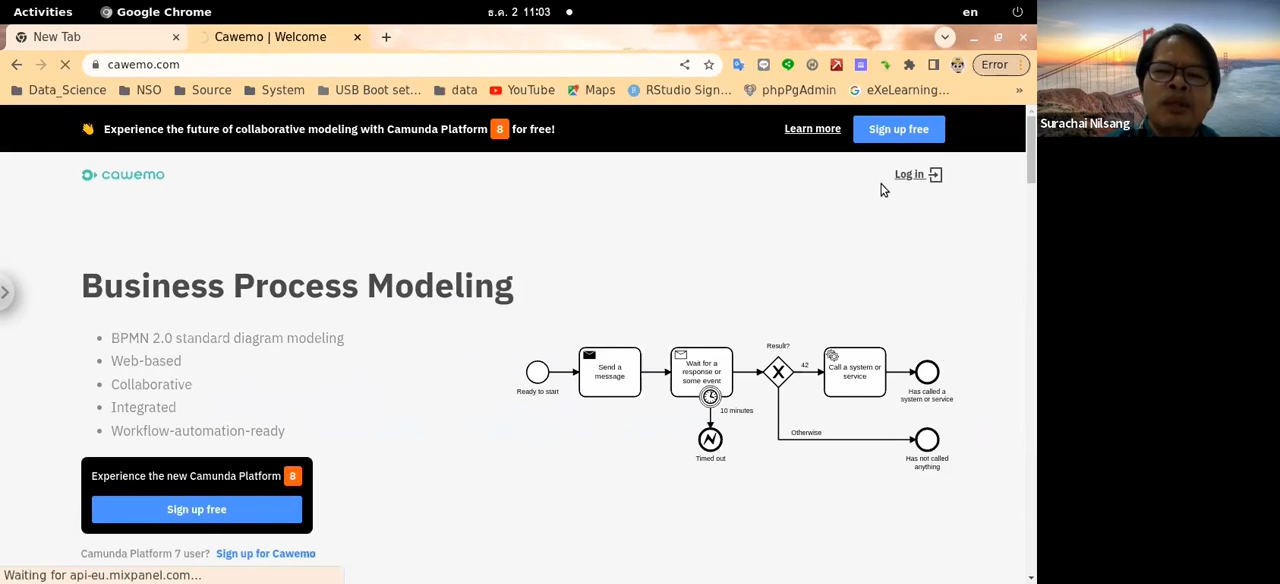 Activities Google Chrome ธ.ค. 2 11:03 en
New Tab Cawemo | Welcome
cawemo.com Error
Data_Science NSO Source System USB Boot set... data YouTube Maps RStudio Sign... phpPgAdmin eXeLearning...
Experience the future of collaborative modeling with Camunda Platform 8 for free! Learn more Sign up free
cawemo Log in
Business Process Modeling
BPMN 2.0 standard diagram modeling
Web-based
Collaborative
Integrated
Workflow-automation-ready
Experience the new Camunda Platform 8
Sign up free
Camunda Platform 7 user? Sign up for Cawemo
Waiting for api-eu.mixpanel.com...
Ready to start
Send a
message
Wait for a
response or
some event
10 minutes
Timed out
Result?
X
42
Otherwise
Call a system or
service
Has called a
system or service
Has not called
anything
Surachai Nilsang